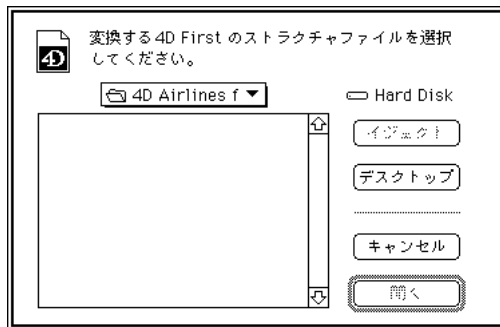 変換する4D First のストラクチャファイルを選択
してください。
4D
4D Airlines f
Hard Disk
イジェクト
デスクトップ
キャンセル
開く